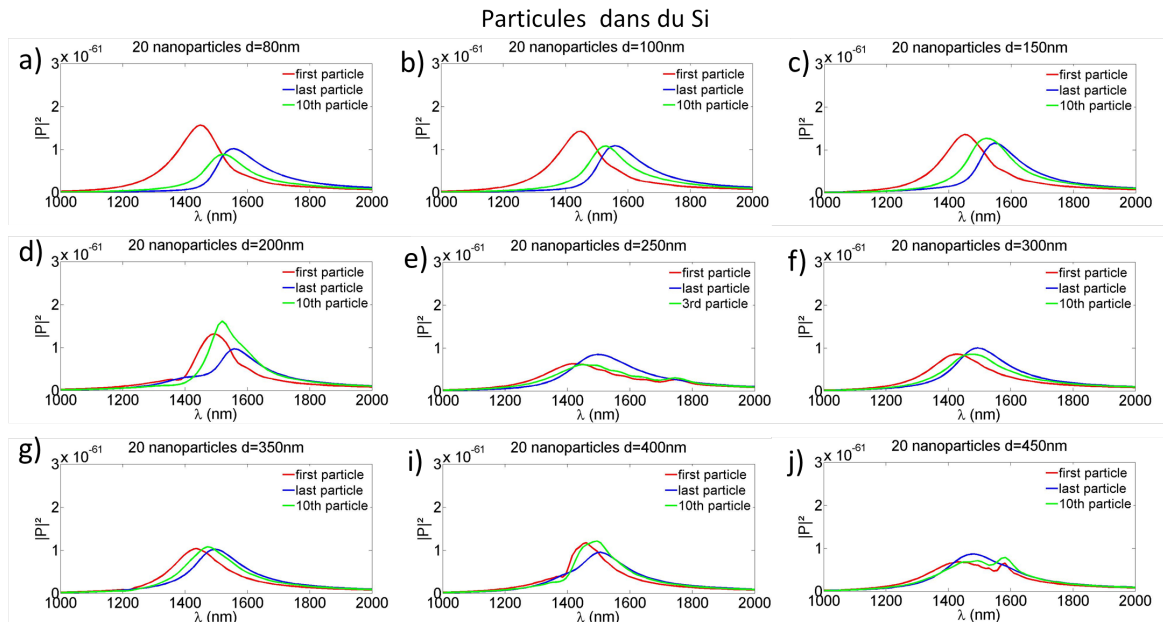 Particules dans du Si
a)
3 x 10 -61
20 nanoparticles d=80nm
first particle
last particle
10th particle
|P|²
2
1
0
1000 1200 1400 1600 1800 2000
λ (nm)
b)
3 x 10 -61
20 nanoparticles d=100nm
first particle
last particle
10th particle
|P|²
2
1
0
1000 1200 1400 1600 1800 2000
λ (nm)
c)
3 x 10 -61
20 nanoparticles d=150nm
first particle
last particle
10th particle
|P|²
2
1
0
1000 1200 1400 1600 1800 2000
λ (nm)
d)
3 x 10 -61
20 nanoparticles d=200nm
first particle
last particle
10th particle
|P|²
2
1
0
1000 1200 1400 1600 1800 2000
λ (nm)
e)
3 x 10 -61
20 nanoparticles d=250nm
first particle
last particle
3rd particle
|P|²
2
1
0
1000 1200 1400 1600 1800 2000
λ (nm)
f)
3 x 10 -61
20 nanoparticles d=300nm
first particle
last particle
10th particle
|P|²
2
1
0
1000 1200 1400 1600 1800 2000
λ (nm)
g)
3 x 10 -61
20 nanoparticles d=350nm
first particle
last particle
10th particle
|P|²
2
1
0
1000 1200 1400 1600 1800 2000
λ (nm)
i)
3 x 10 -61
20 nanoparticles d=400nm
first particle
last particle
10th particle
|P|²
2
1
0
1000 1200 1400 1600 1800 2000
λ (nm)
j)
3 x 10 -61
20 nanoparticles d=450nm
first particle
last particle
10th particle
|P|²
2
1
0
1000 1200 1400 1600 1800 2000
λ (nm)